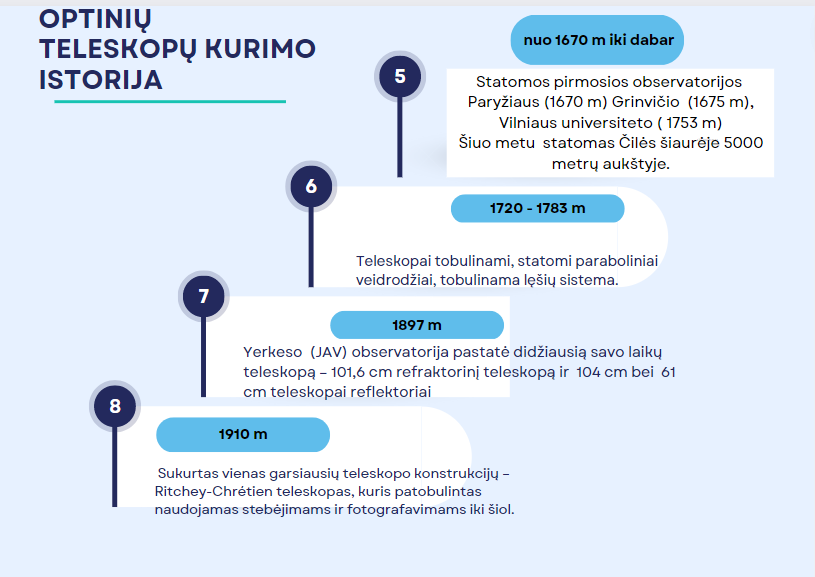 OPTINIŲ
TELESKOPŲ KURIMO
ISTORIJA
5
nuo 1670 m iki dabar
Statomos pirmosios observatorijos
Paryžiaus (1670 m) Grinvičio (1675 m),
Vilniaus universiteto ( 1753 m)
Šiuo metu statomas Čilės šiaurėje 5000
metrų aukštyje.
6
1720 - 1783 m
Teleskopai tobulinami, statomi paraboliniai
veidrodžiai, tobulinama lęšių sistema.
7
1897 m
Yerkeso (JAV) observatorija pastatė didžiausią savo laikų
teleskopą – 101,6 cm refraktorinį teleskopą ir 104 cm bei 61
cm teleskopai reflektoriai
8
1910 m
Sukurtas vienas garsiausių teleskopo konstrukcijų –
Ritchey-Chrétien teleskopas, kuris patobulintas
naudojamas stebėjimams ir fotografavimams iki šiol.